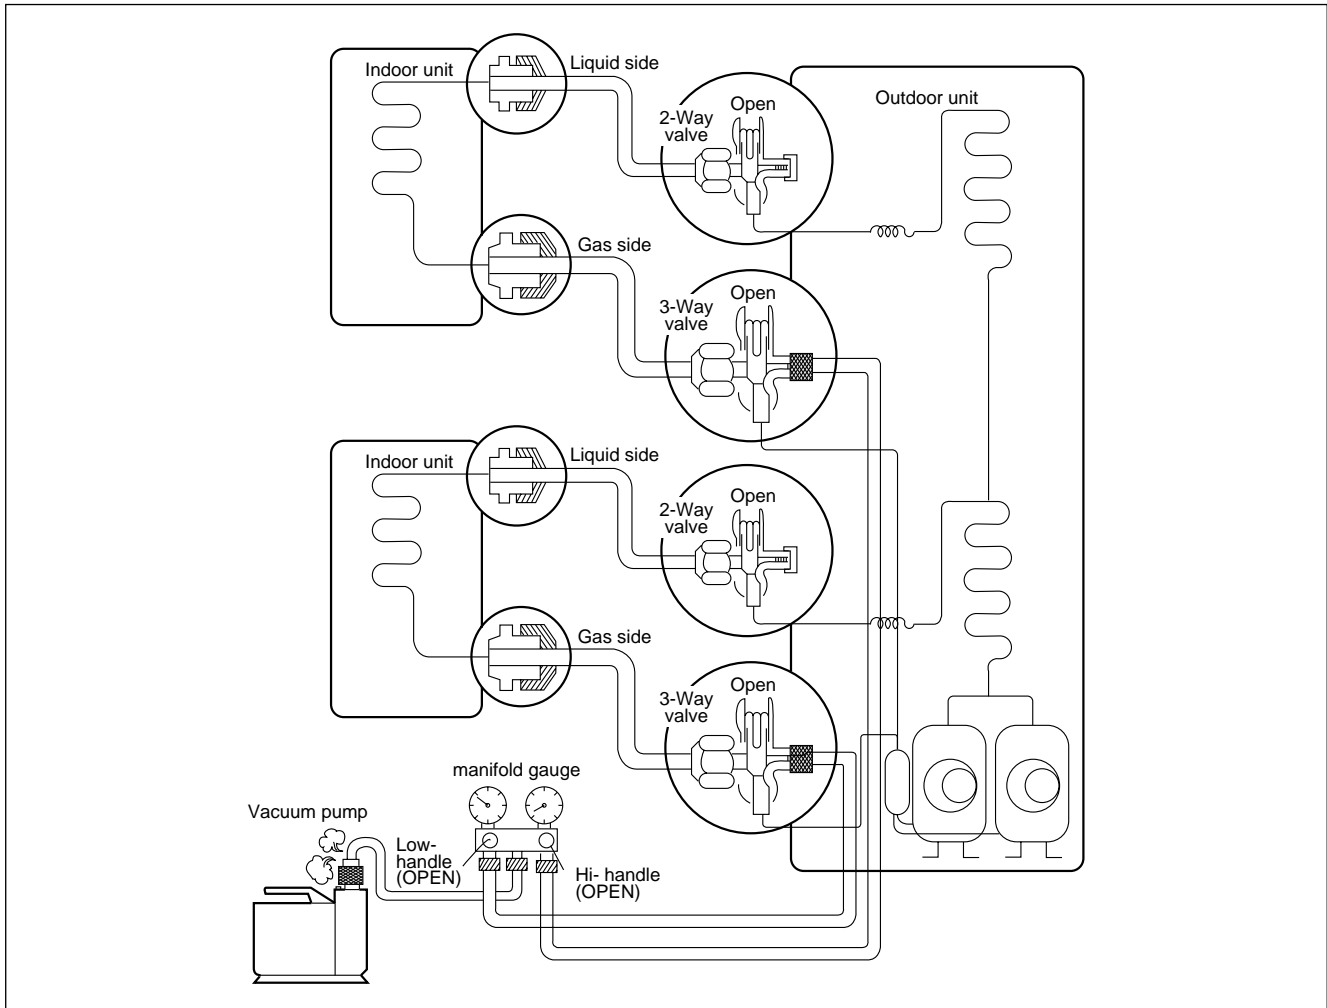 Indoor unit
Liquid side
2-Way
valve
Open
Outdoor unit
Gas side
3-Way
valve
Open
Indoor unit
Liquid side
2-Way
valve
Open
Gas side
3-Way
valve
Open
manifold gauge
Vacuum pump
Low-
handle
(OPEN)
Hi- handle
(OPEN)